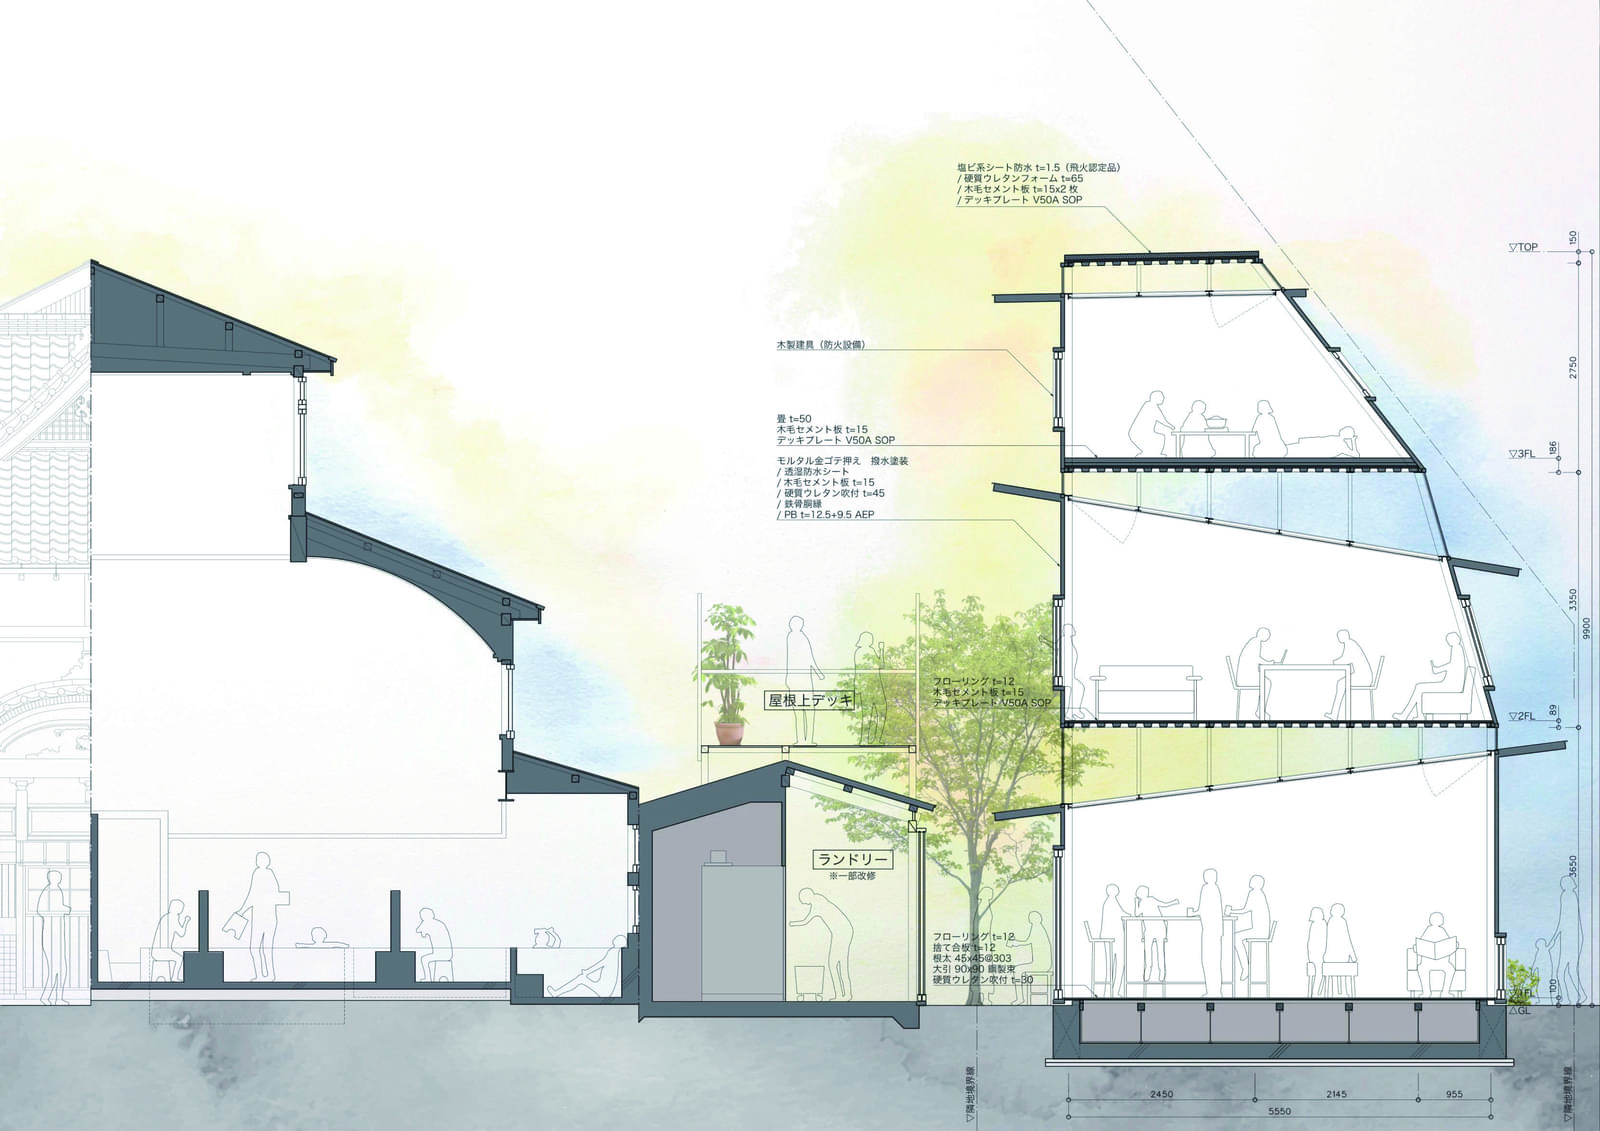 塩ビ系シート防水 t=1.5（飛火認定品）
/ 硬質ウレタンフォーム t=65
/ 木毛セメント板 t=15x2 枚
/ デッキプレート V50A SOP
木製建具（防火設備）
畳 t=50
木毛セメント板 t=15
デッキプレート V50A SOP
モルタル金ゴテ押え　撥水塗装
/ 透湿防水シート
/ 木毛セメント板 t=15
/ 硬質ウレタン吹付 t=45
/ 鉄骨胴縁
/ PB t=12.5+9.5 AEP
屋根上デッキ
フローリング t=12
木毛セメント板 t=15
デッキプレート V50A SOP
ランドリー
※一部改修
フローリング t=12
捨て合板 t=12
根太 45x45@303
大引 90x90 鋼製束
硬質ウレタン吹付 t=30
▽TOP
150
2750
▽3FL
186
3350
9900
▽2FL
89
3650
▽1FL
100
△GL
2450
2145
955
5550
▽隣地境界線
▽隣地境界線